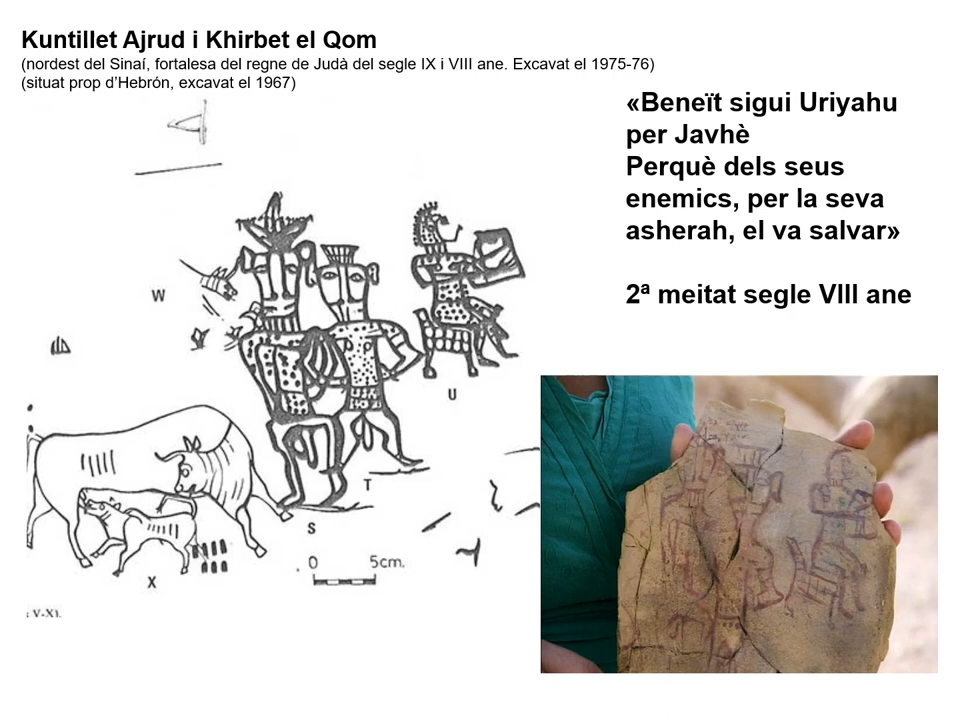 Kuntillet Ajrud i Khirbet el Qom
(nordest del Sinaí, fortalesa del regne de Judà del segle IX i VIII ane. Excavat el 1975-76)
(situat prop d’Hebrón, excavat el 1967)
«Beneït sigui Uriyahu
per Javhè
Perquè dels seus
enemics, per la seva
asherah, el va salvar»
2ª meitat segle VIII ane
W
U
T
S
X
0 5cm.
: V-X).